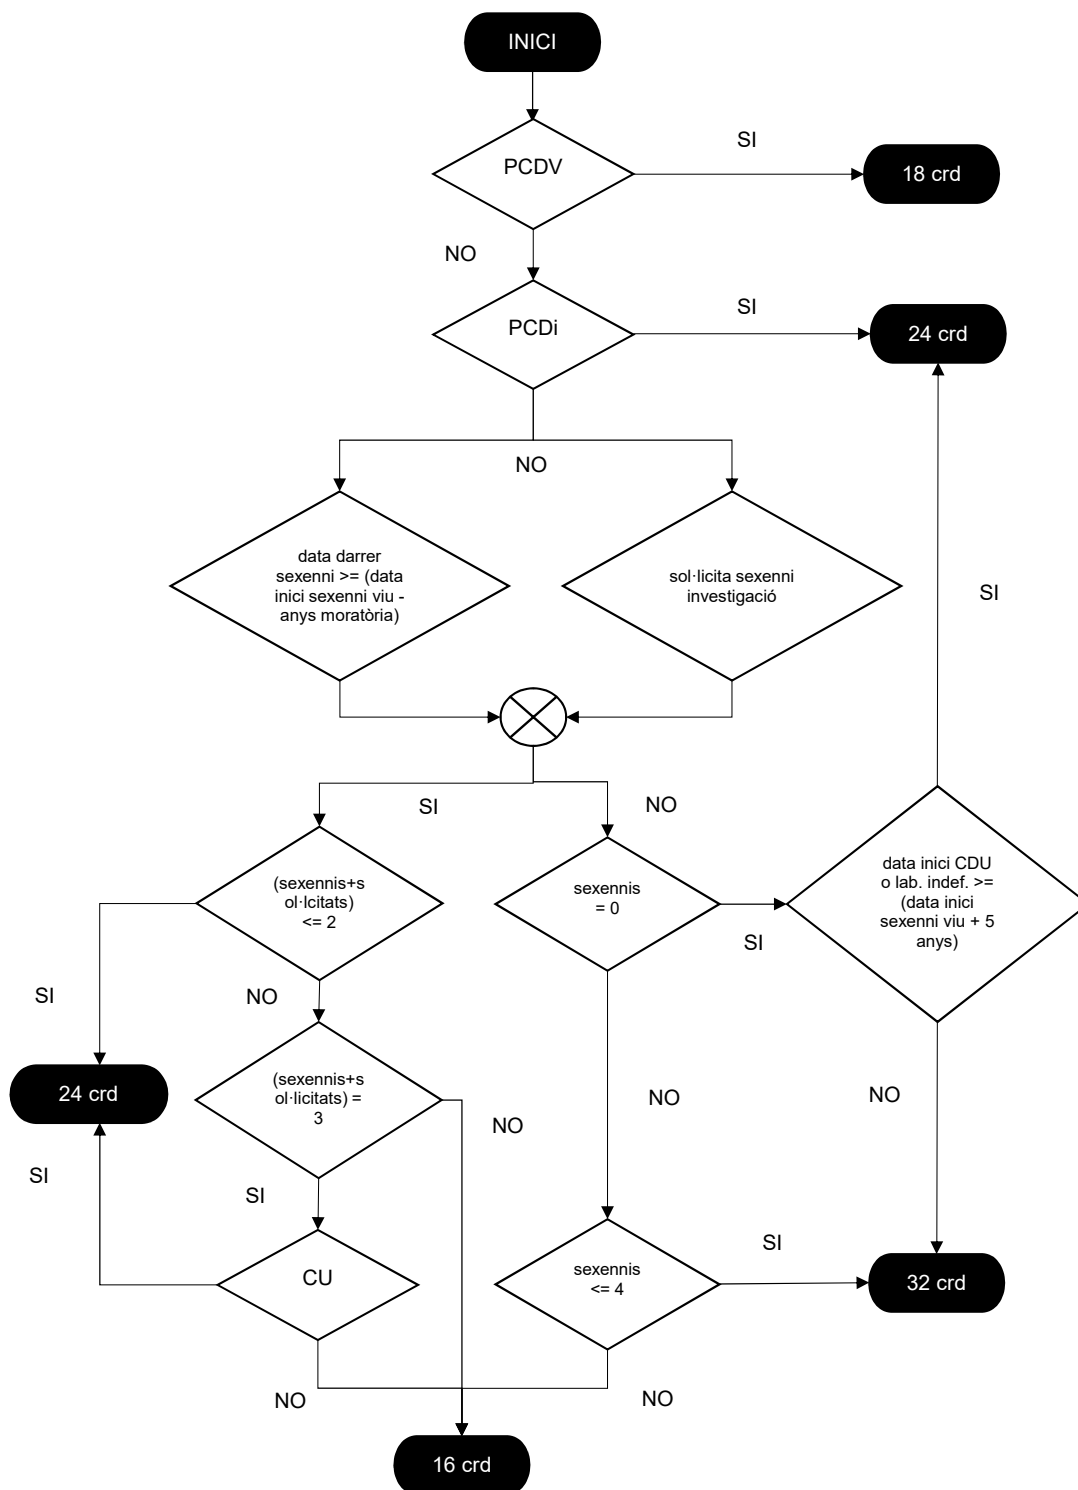 INICI
PCDV
SI
18 crd
NO
PCDi
SI
24 crd
NO
data darrer
sexenni >= (data
inici sexenni viu -
anys moratòria)
sol·licita sexenni
investigació
SI
SI
NO
(sexennis+s
ol·lcitats)
<= 2
sexennis
= 0
SI
data inici CDU
o lab. indef. >=
(data inici
sexenni viu + 5
anys)
SI
NO
24 crd
(sexennis+s
ol·licitats) =
3
NO
NO
NO
SI
SI
CU
sexennis
<= 4
SI
32 crd
NO
NO
16 crd